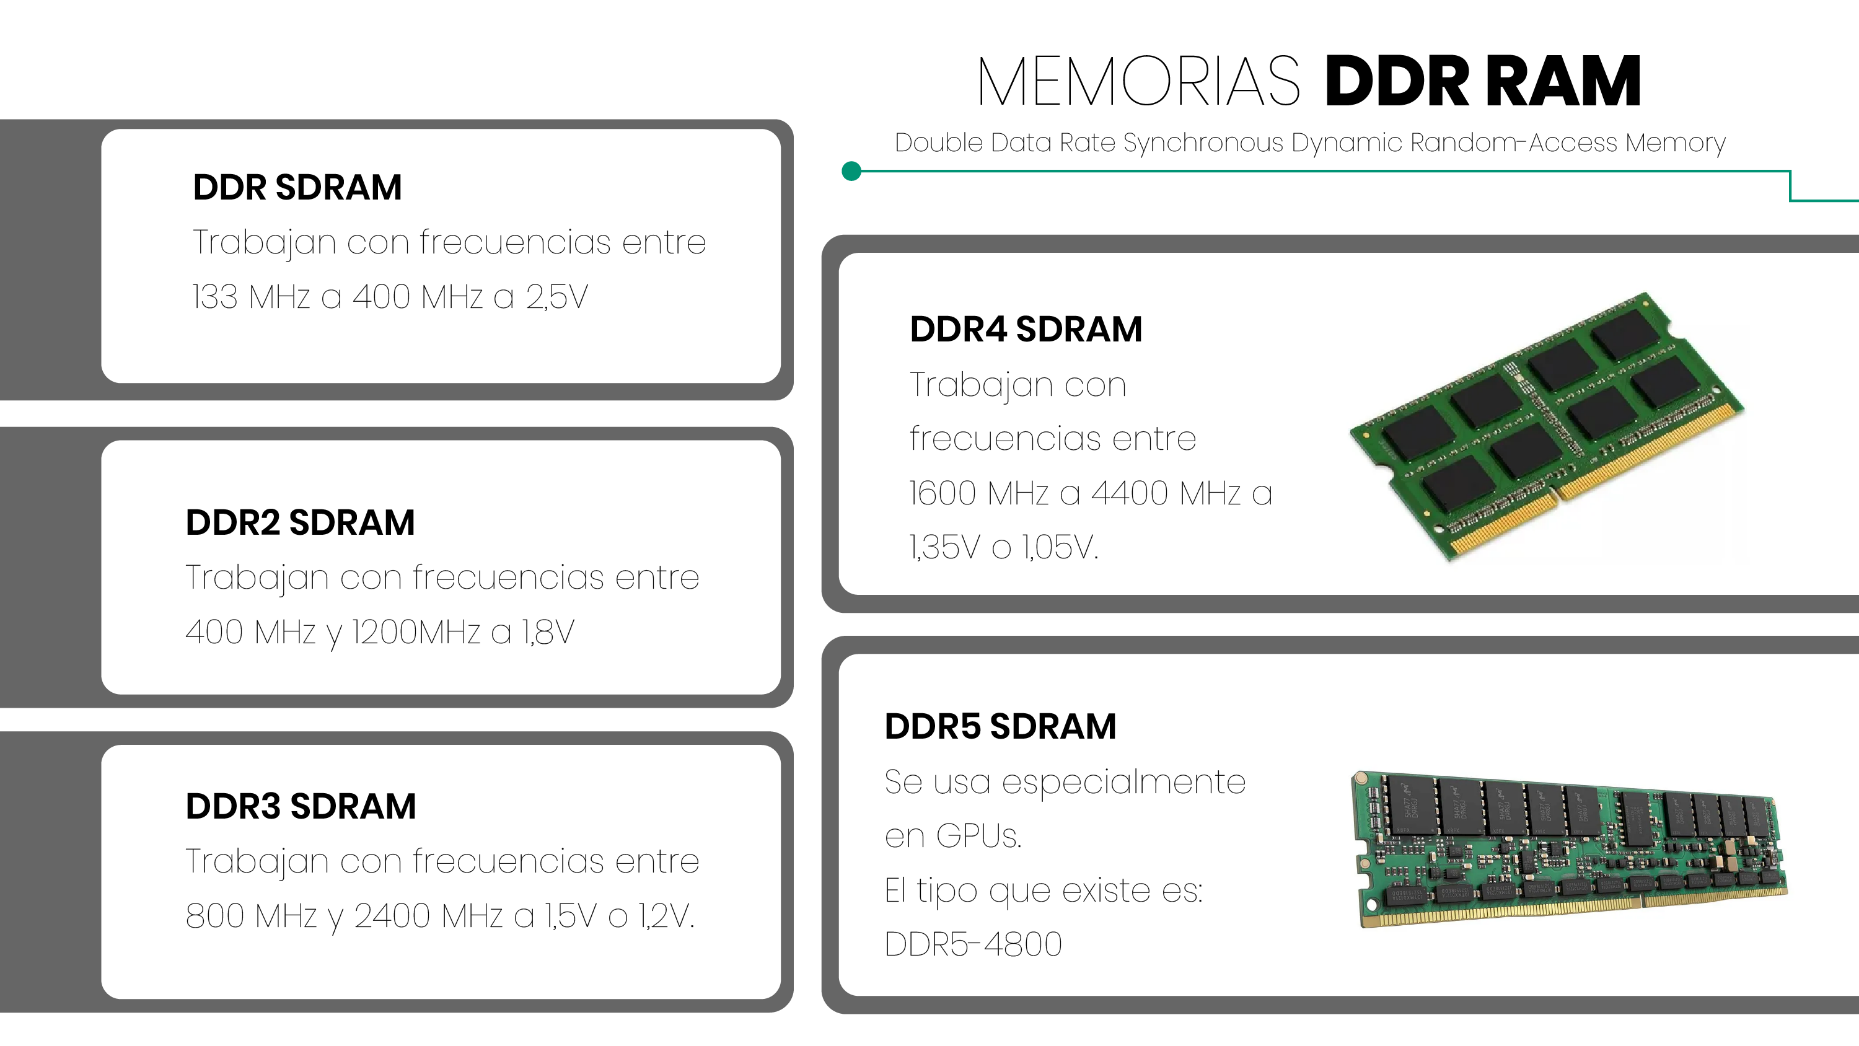 MEMORIAS DDR RAM
Double Data Rate Synchronous Dynamic Random-Access Memory
DDR SDRAM
Trabajan con frecuencias entre
133 MHz a 400 MHz a 2,5V
DDR2 SDRAM
Trabajan con frecuencias entre
400 MHz y 1200MHz a 1,8V
DDR3 SDRAM
Trabajan con frecuencias entre
800 MHz y 2400 MHz a 1,5V o 1,2V.
DDR4 SDRAM
Trabajan con
frecuencias entre
1600 MHz a 4400 MHz a
1,35V o 1,05V.
DDR5 SDRAM
Se usa especialmente
en GPUs.
El tipo que existe es:
DDR5-4800